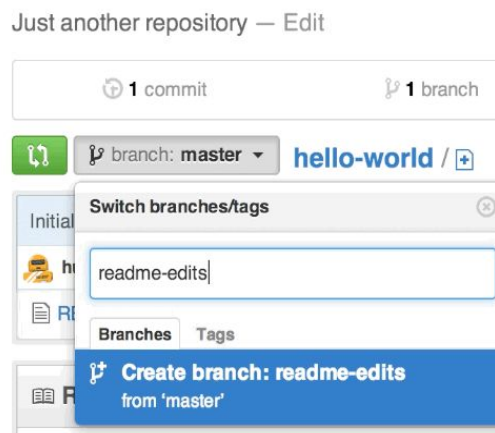 Just another repository — Edit
1 commit 1 branch
branch: master hello-world /
Switch branches/tags
Initial
readme-edits
Branches Tags
Create branch: readme-edits
from ‘master’